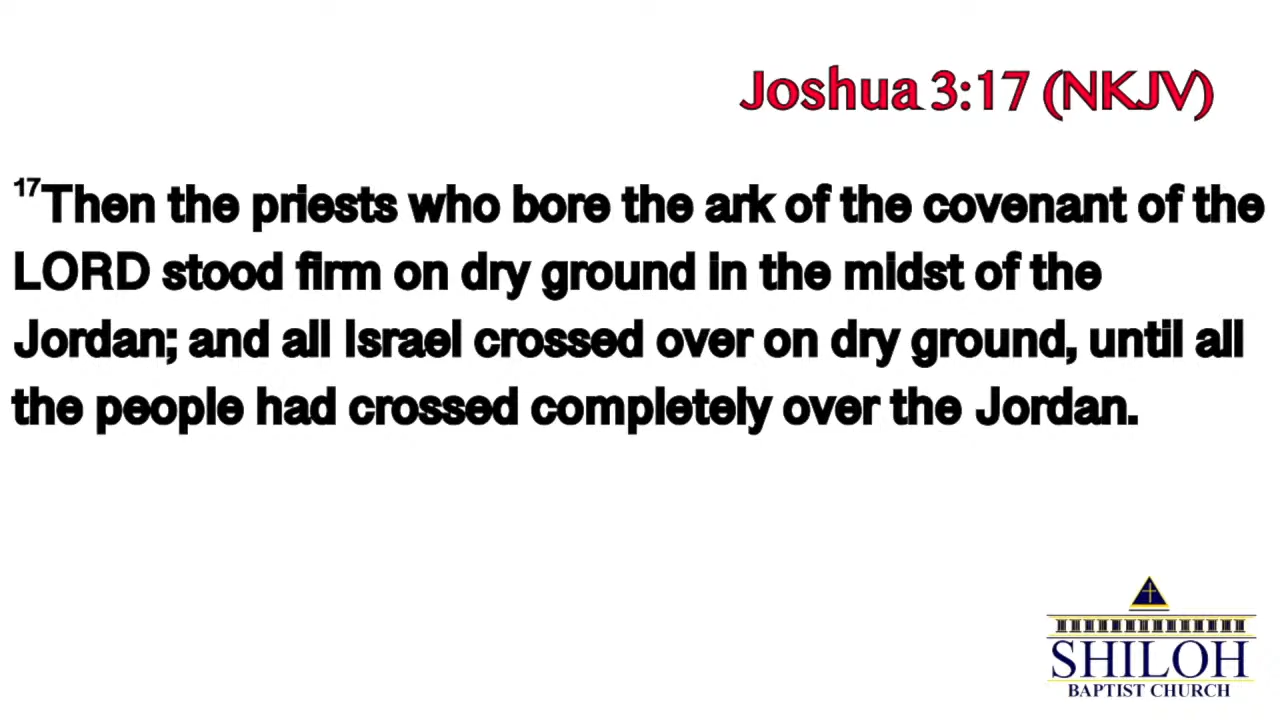 Joshua 3:17 (NKJV)
17Then the priests who bore the ark of the covenant of the
LORD stood firm on dry ground in the midst of the
Jordan; and all Israel crossed over on dry ground, until all
the people had crossed completely over the Jordan.
SHILOH
BAPTIST CHURCH